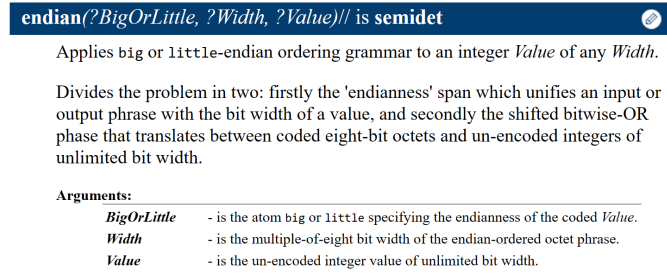 endian(?BigOrLittle, ?Width, ?Value)// is semidet
Applies big or little-endian ordering grammar to an integer Value of any Width.
Divides the problem in two: firstly the 'endianness' span which unifies an input or
output phrase with the bit width of a value, and secondly the shifted bitwise-OR
phase that translates between coded eight-bit octets and un-encoded integers of
unlimited bit width.
Arguments:
BigOrLittle - is the atom big or little specifying the endianness of the coded Value.
Width - is the multiple-of-eight bit width of the endian-ordered octet phrase.
Value - is the un-encoded integer value of unlimited bit width.